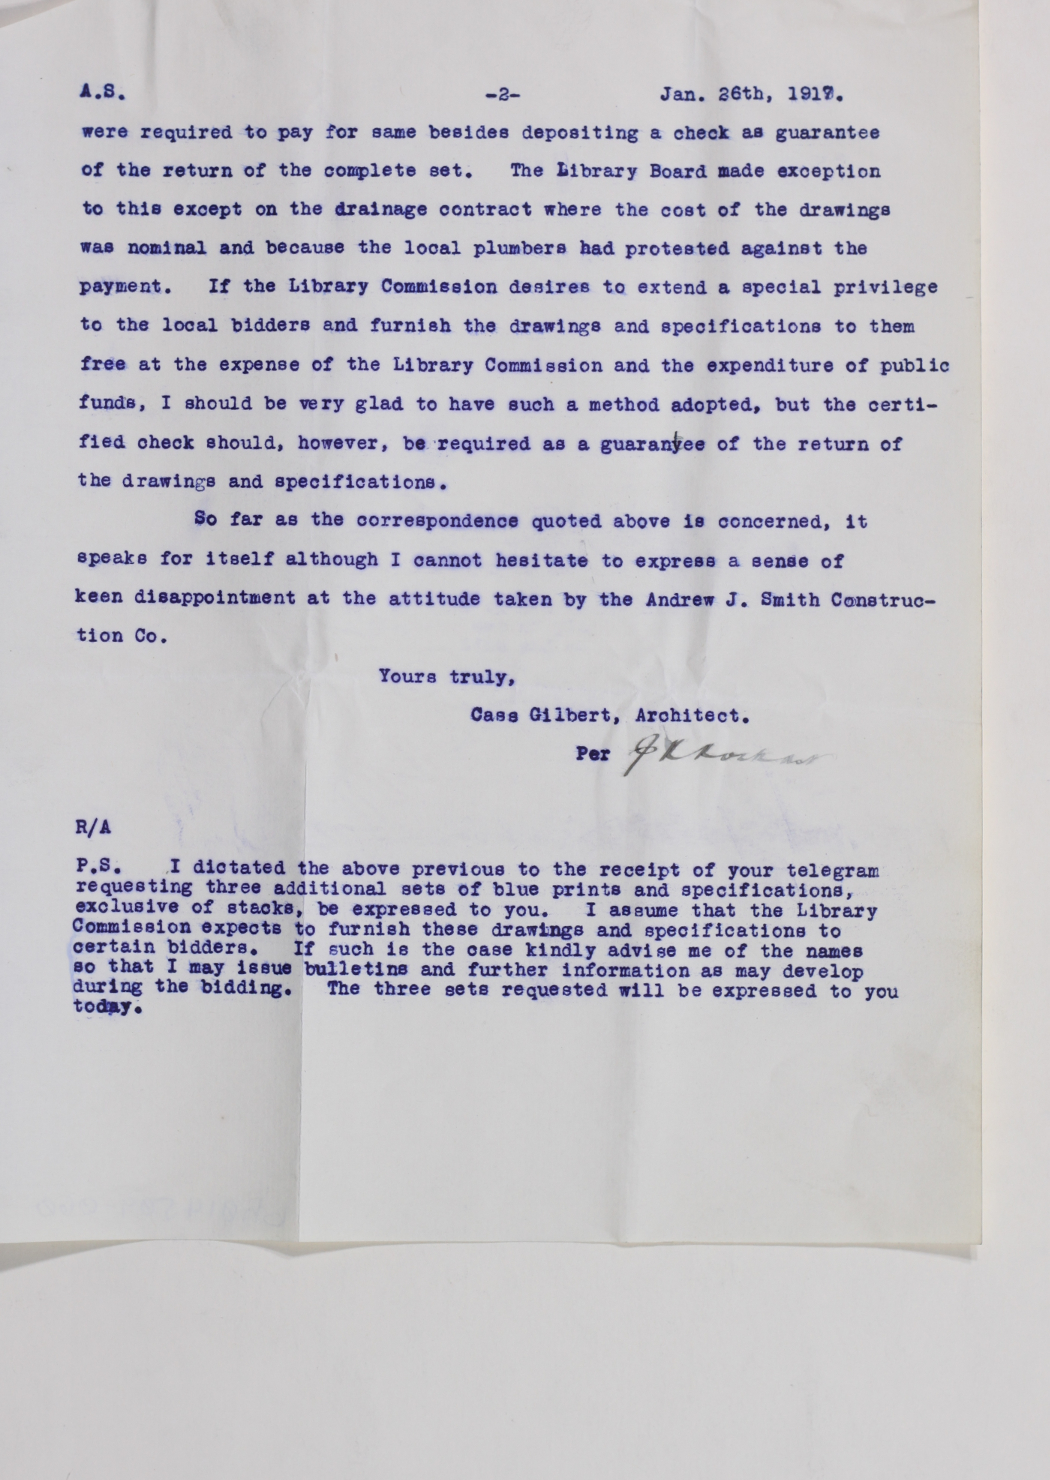 A.S. -2- Jan. 26th, 1917.
were required to pay for same besides depositing a check as guarantee
of the return of the complete set. The Library Board made exception
to this except on the drainage contract where the cost of the drawings
was nominal and because the local plumbers had protested against the
payment. If the Library Commission desires to extend a special privilege
to the local bidders and furnish the drawings and specifications to them
free at the expense of the Library Commission and the expenditure of public
funds, I should be very glad to have such a method adopted, but the certi-
fied check should, however, be required as a guarantee of the return of
the drawings and specifications.
So far as the correspondence quoted above is concerned, it
speaks for itself although I cannot hesitate to express a sense of
keen disappointment at the attitude taken by the Andrew J. Smith Construc-
tion Co.
Yours truly,
Cass Gilbert, Architect.
Per
R/A
P.S. I dictated the above previous to the receipt of your telegram
requesting three additional sets of blue prints and specifications,
exclusive of stacks, be expressed to you. I assume that the Library
Commission expects to furnish these drawings and specifications to
certain bidders. If such is the case kindly advise me of the names
so that I may issue bulletins and further information as may develop
during the bidding. The three sets requested will be expressed to you
today.